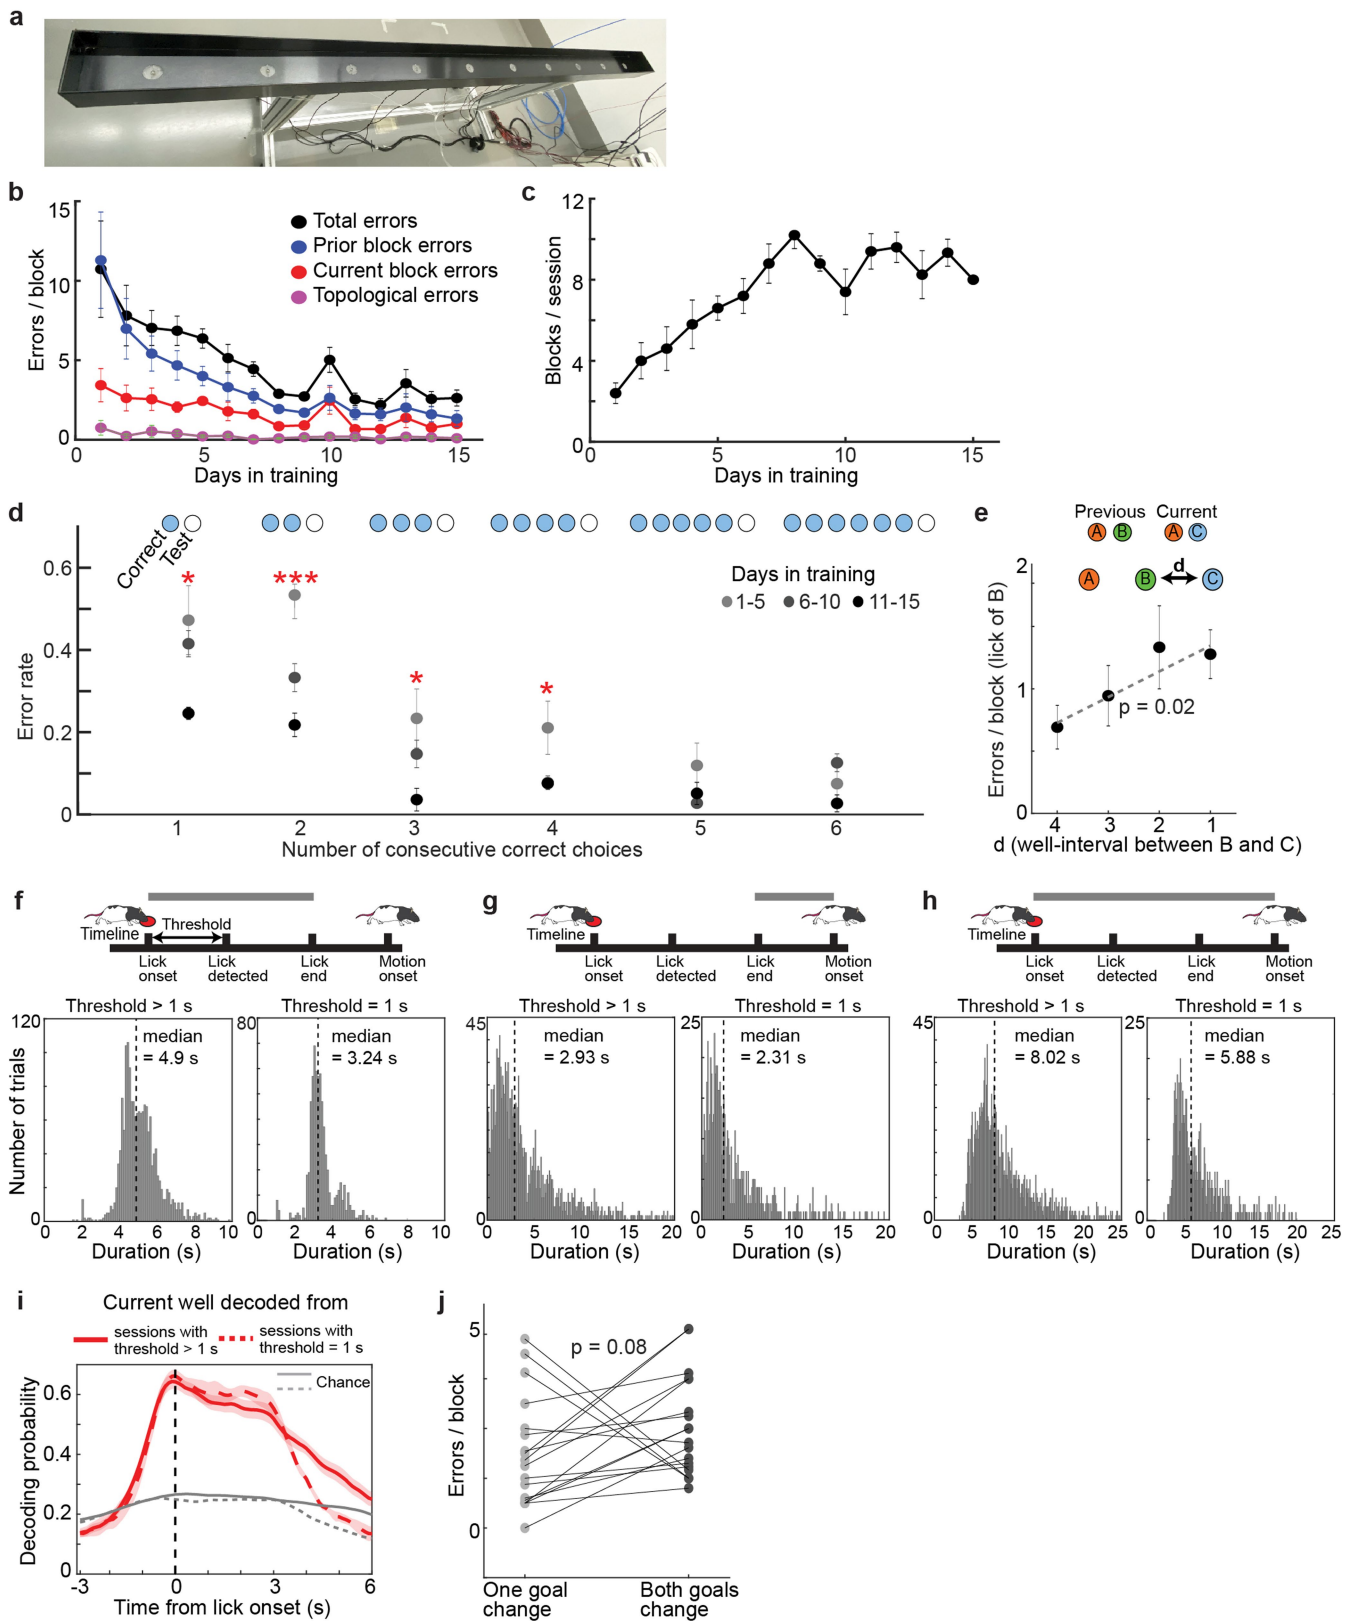 a
b
15
10
5
0
Errors / block
Total errors
Prior block errors
Current block errors
Topological errors
0 5 10 15
Days in training
c
12
8
4
0
Blocks / session
0 5 10 15
Days in training
d
Correct
Test
0.6
0.4
0.2
0
Error rate
* *** * *
Days in training
1-5 6-10 11-15
1 2 3 4 5 6
Number of consecutive correct choices
e
Previous Current
A B A C
A B d C
2
1
0
Errors / block (lick of B)
p = 0.02
4 3 2 1
d (well-interval between B and C)
f
Timeline
Threshold
Lick onset
Lick detected
Lick end
Motion onset
Threshold > 1 s
120
0
Number of trials
median
= 4.9 s
0 2 4 6 8 10
Duration (s)
Threshold = 1 s
80
0
median
= 3.24 s
0 2 4 6 8 10
Duration (s)
g
Timeline
Lick onset
Lick detected
Lick end
Motion onset
Threshold > 1 s
45
0
median
= 2.93 s
0 5 10 15 20
Duration (s)
Threshold = 1 s
25
0
median
= 2.31 s
0 5 10 15 20
Duration (s)
h
Timeline
Lick onset
Lick detected
Lick end
Motion onset
Threshold > 1 s
45
0
median
= 8.02 s
5 10 15 20 25
Duration (s)
Threshold = 1 s
25
0
median
= 5.88 s
0 5 10 15 20 25
Duration (s)
i
Current well decoded from
sessions with
threshold > 1 s
sessions with
threshold = 1 s
Chance
0.6
0.4
0.2
0
Decoding probability
-3 0 3 6
Time from lick onset (s)
j
5
0
Errors / block
p = 0.08
One goal
change
Both goals
change